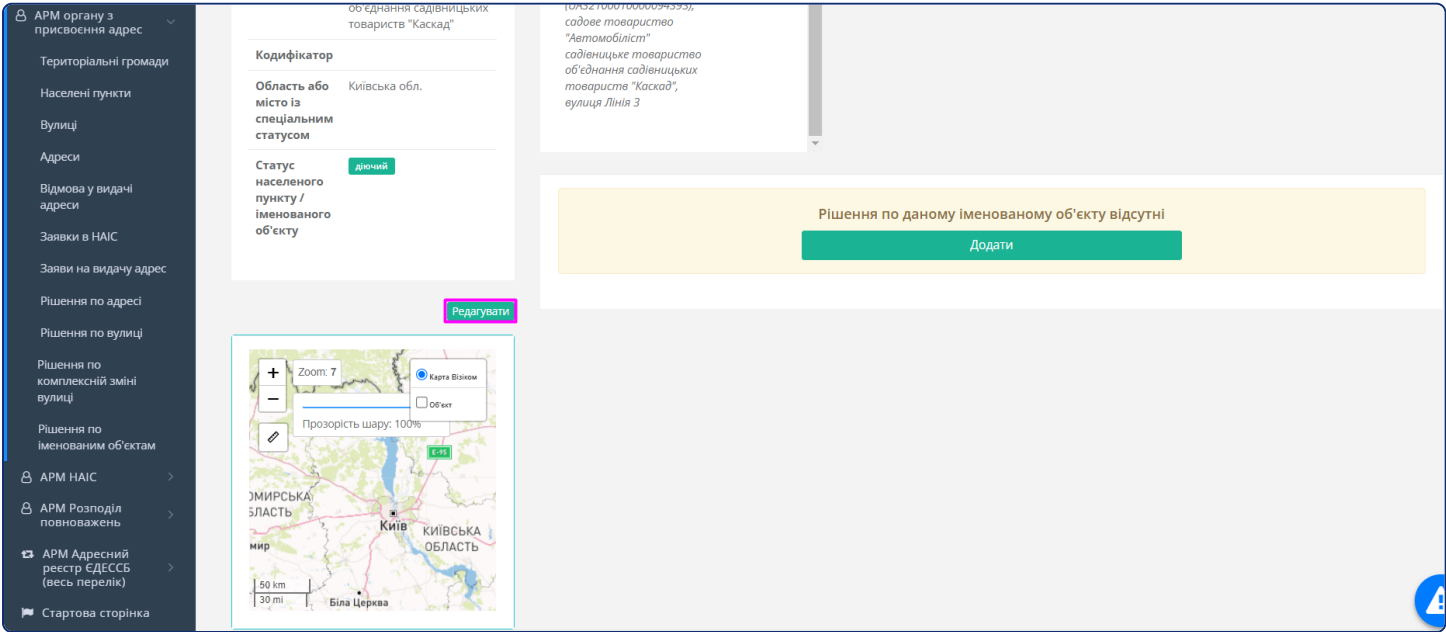 АРМ органу з
присвоєння адрес
Територіальні громади
Населені пункти
Вулиці
Адреси
Відмова у видачі
адреси
Заявки в НАІС
Заяви на видачу адрес
Рішення по адресі
Рішення по вулиці
Рішення по
комплексній зміні
вулиці
Рішення по
іменованим об'єктам
АРМ НАІС
АРМ Розподіл
повноважень
АРМ Адресний
реєстр ЄДЕССБ
(весь перелік)
Стартова сторінка
об'єднання садівницьких
товариств "Каскад"
Кодифікатор
Область або
місто із
спеціальним
статусом
Київська обл.
Статус
населеного
пункту /
іменованого
об'єкту
діючий
Редагувати
+
−
Zoom: 7
Прозорість шару: 100%
Карта Візіком
Об'єкт
E-95
ОМИРСЬКА
БЛАСТЬ
мир
Київ
КИЇВСЬКА
ОБЛАСТЬ
50 km
30 mi
Біла Церква
(UA32100010000094393),
садове товариство
"Автомобіліст"
садівницьке товариство
об'єднання садівницьких
товариств "Каскад",
вулиця Лінія 3
Рішення по даному іменованому об'єкту відсутні
Додати